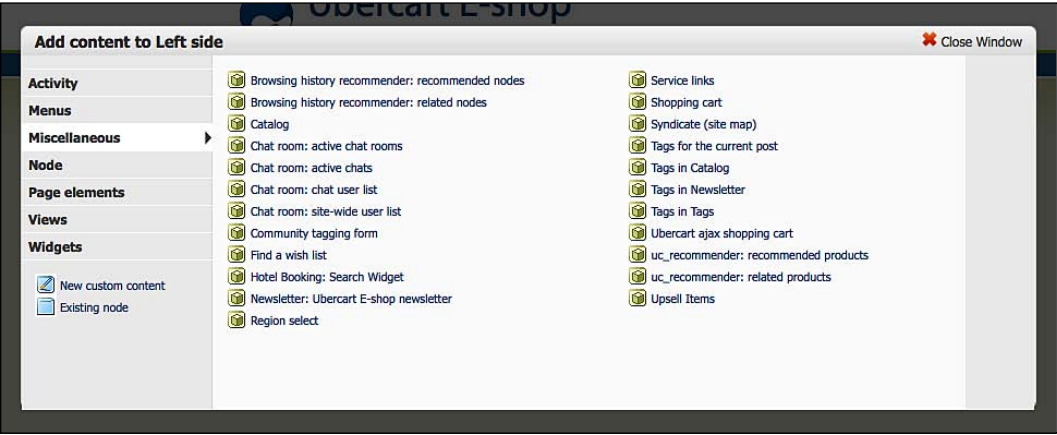 Ubercart E-shop
Add content to Left side
Close Window
Activity
Menus
Miscellaneous
Node
Page elements
Views
Widgets
New custom content
Existing node
Browsing history recommender: recommended nodes
Browsing history recommender: related nodes
Catalog
Chat room: active chat rooms
Chat room: active chats
Chat room: chat user list
Chat room: site-wide user list
Community tagging form
Find a wish list
Hotel Booking: Search Widget
Newsletter: Ubercart E-shop newsletter
Region select
Service links
Shopping cart
Syndicate (site map)
Tags for the current post
Tags in Catalog
Tags in Newsletter
Tags in Tags
Ubercart ajax shopping cart
uc_recommender: recommended products
uc_recommender: related products
Upsell Items